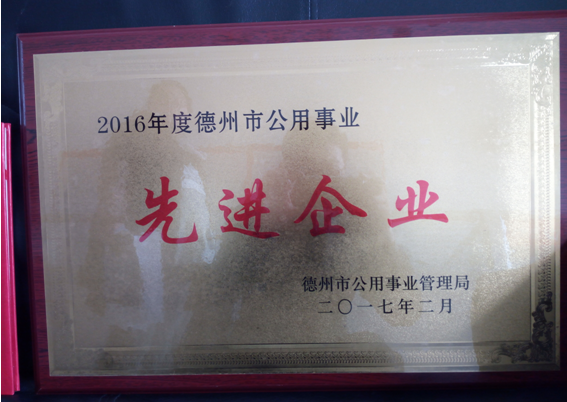 2016年度德州市公用事业
先进企业
德州市公用事业管理局
二〇一七年二月